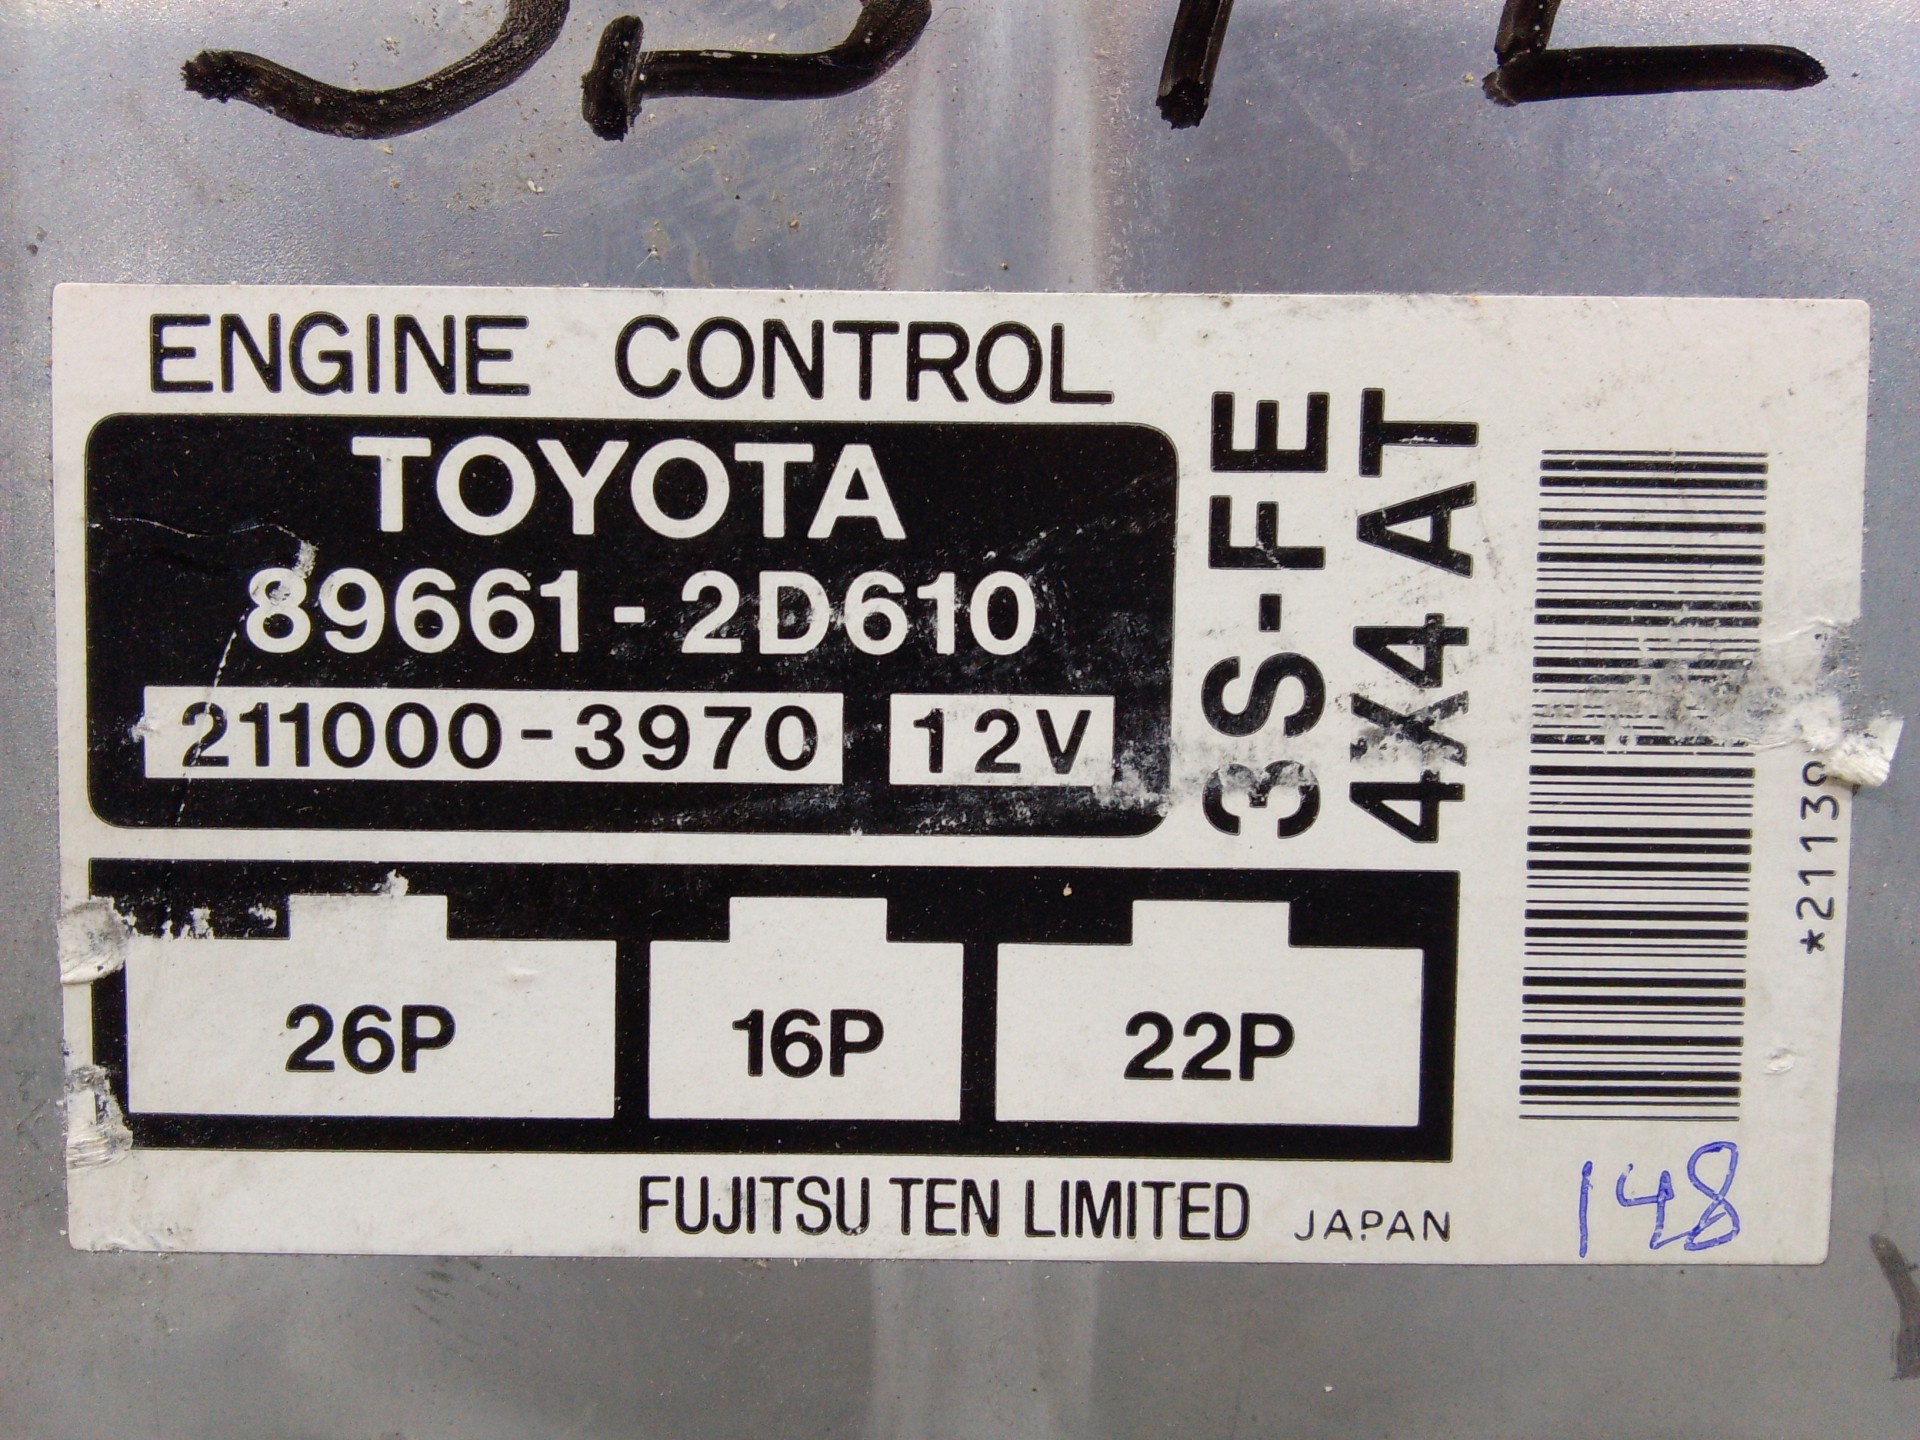 ENGINE CONTROL
TOYOTA
89661-2D610
211000-3970 12V
3S-FE
4X4 AT
26P 16P 22P
FUJITSU TEN LIMITED JAPAN
148